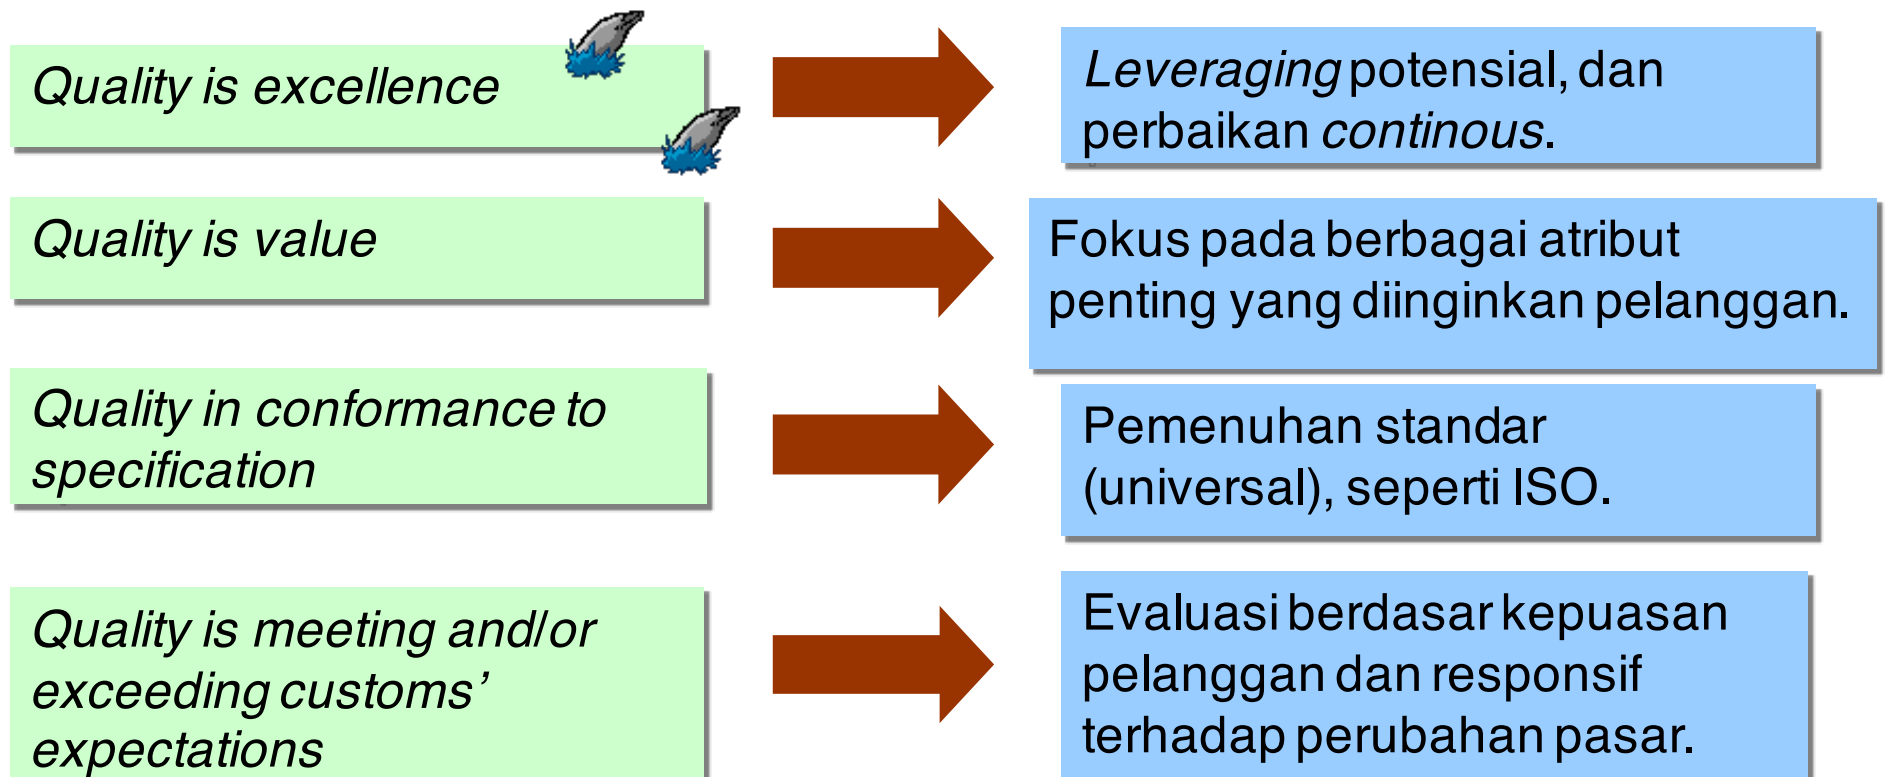 Quality is excellence
Leveraging potensial, dan
perbaikan continous.
Quality is value
Fokus pada berbagai atribut
penting yang diinginkan pelanggan.
Quality in conformance to
specification
Pemenuhan standar
(universal), seperti ISO.
Quality is meeting and/or
exceeding customs’
expectations
Evaluasi berdasar kepuasan
pelanggan dan responsif
terhadap perubahan pasar.